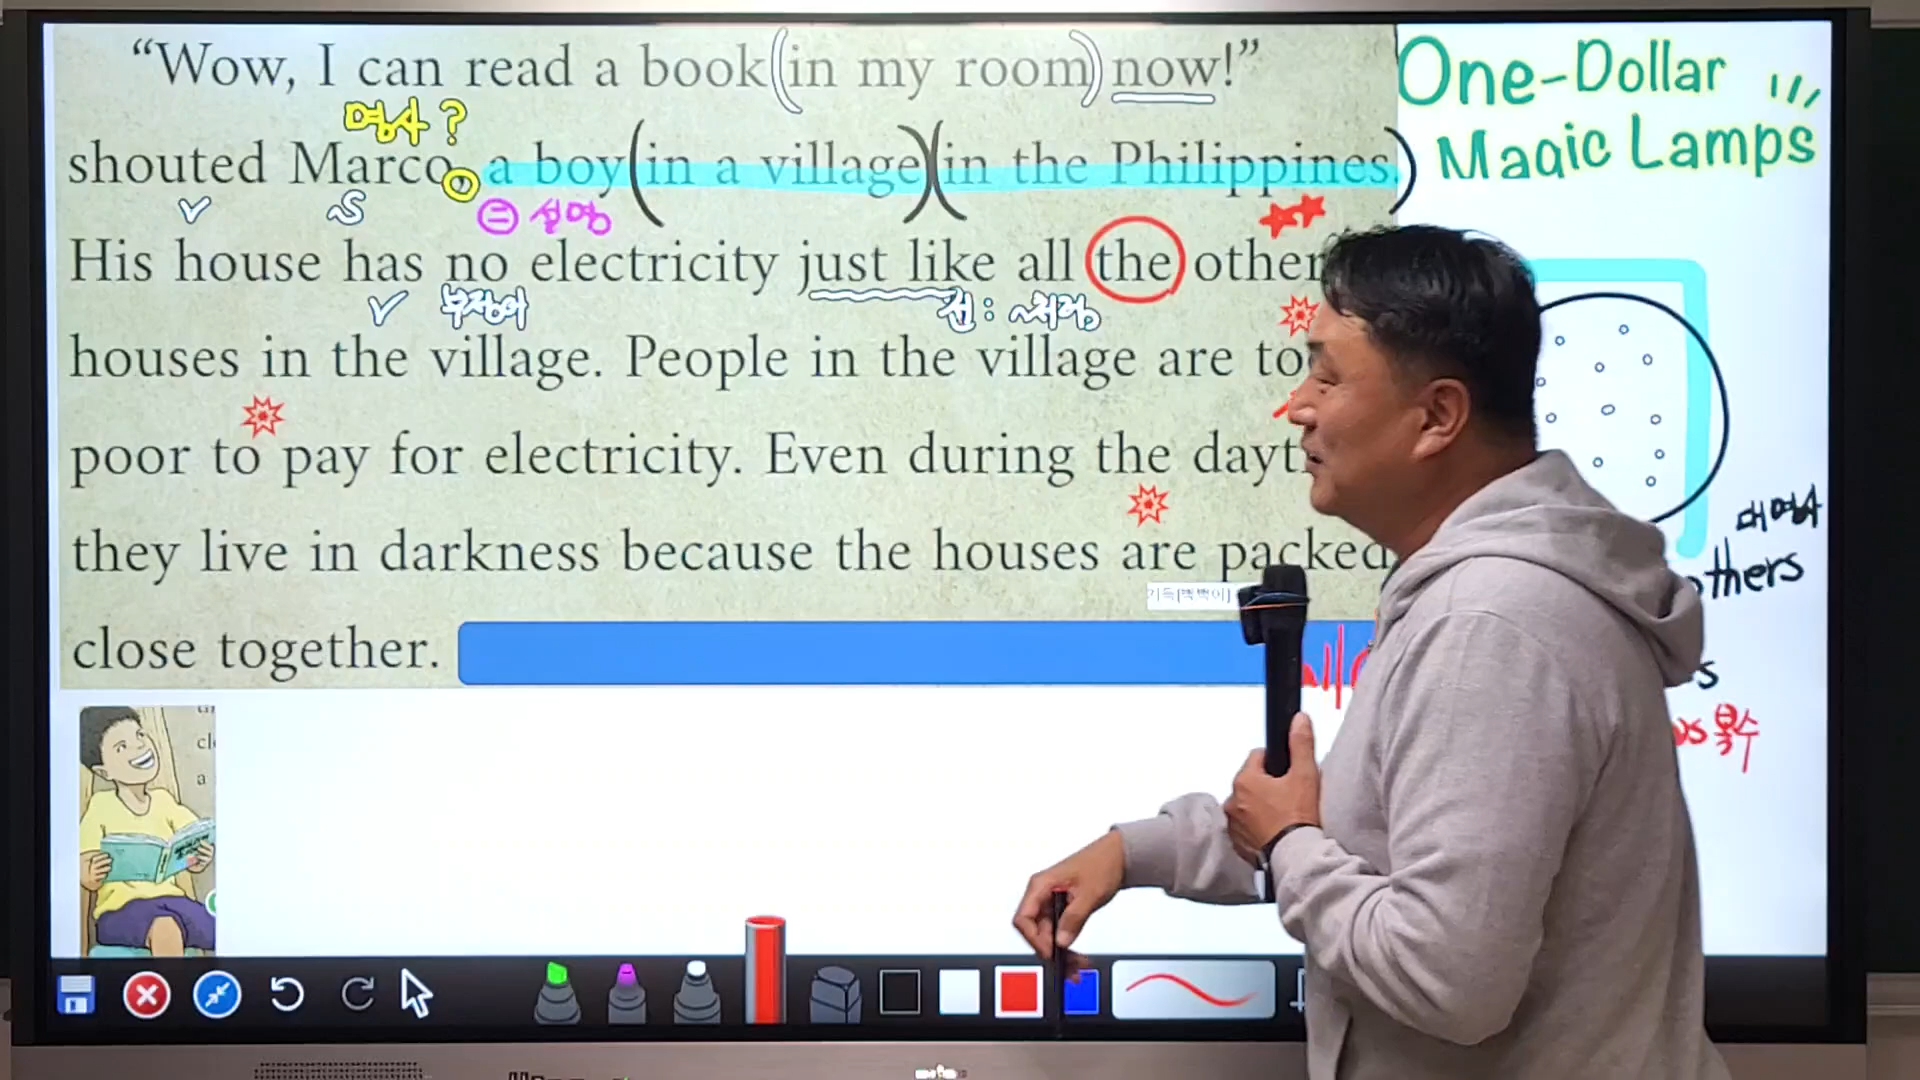 “Wow, I can read a book (in my room) now!”
명사?
shouted Marco, a boy (in a village)(in the Philippines.)
V S = 설명
His house has no electricity just like all the other
V 부정어 전: ~처럼
houses in the village. People in the village are to
poor to pay for electricity. Even during the dayt
they live in darkness because the houses are packed
close together.
One-Dollar
Magic Lamps
대명사
others
복수